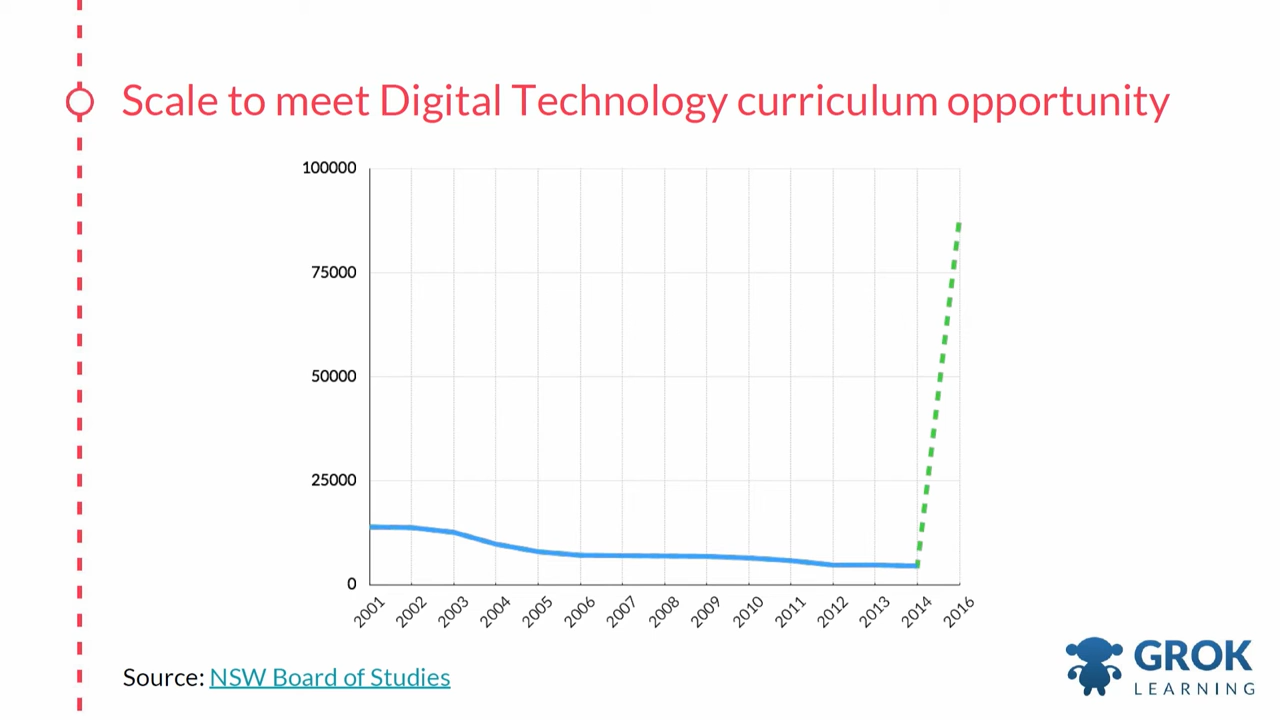 Scale to meet Digital Technology curriculum opportunity
100000
75000
50000
25000
0
2001 2002 2003 2004 2005 2006 2007 2008 2009 2010 2011 2012 2013 2014 2016
Source: NSW Board of Studies
GROK
LEARNING